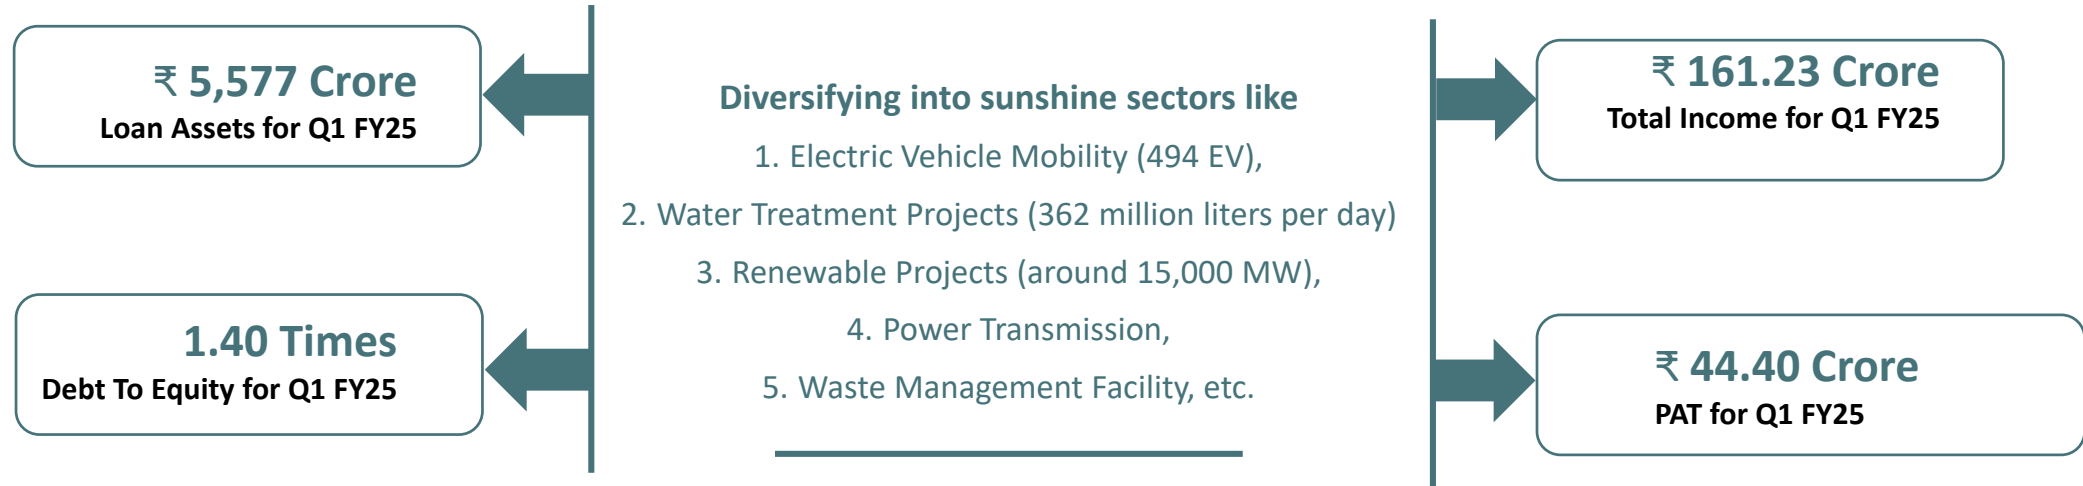 ₹ 5,577 Crore
Loan Assets for Q1 FY25
1.40 Times
Debt To Equity for Q1 FY25
Diversifying into sunshine sectors like
1. Electric Vehicle Mobility (494 EV),
2. Water Treatment Projects (362 million liters per day)
3. Renewable Projects (around 15,000 MW),
4. Power Transmission,
5. Waste Management Facility, etc.
₹ 161.23 Crore
Total Income for Q1 FY25
₹ 44.40 Crore
PAT for Q1 FY25